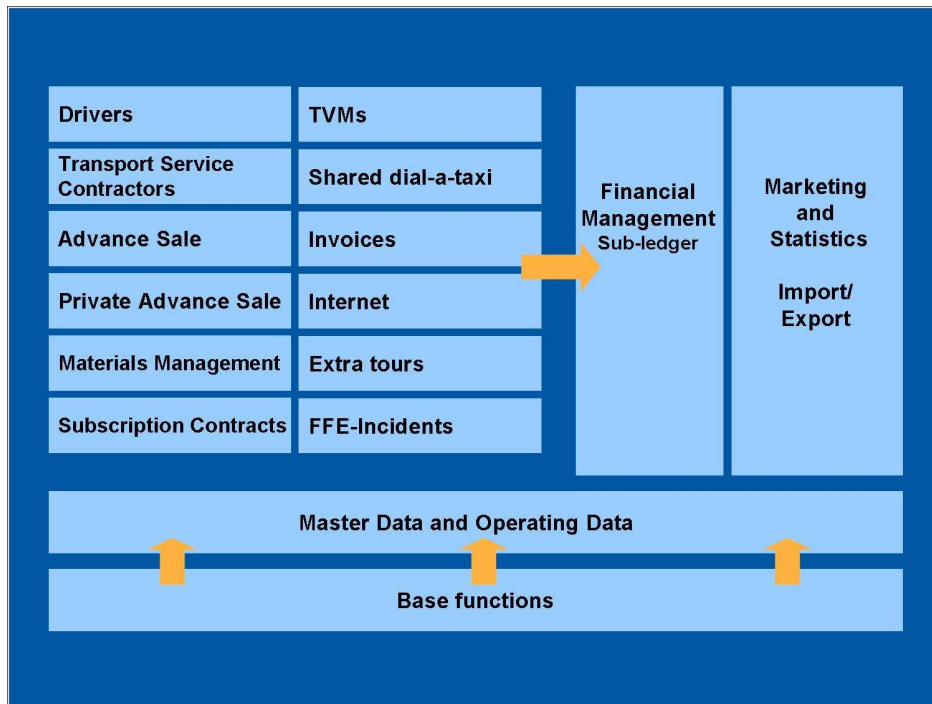 Drivers
TVMs
Transport Service
Contractors
Shared dial-a-taxi
Advance Sale
Invoices
Private Advance Sale
Internet
Materials Management
Extra tours
Subscription Contracts
FFE-Incidents
Financial
Management
Sub-ledger
Marketing
and
Statistics
Import/
Export
Master Data and Operating Data
Base functions